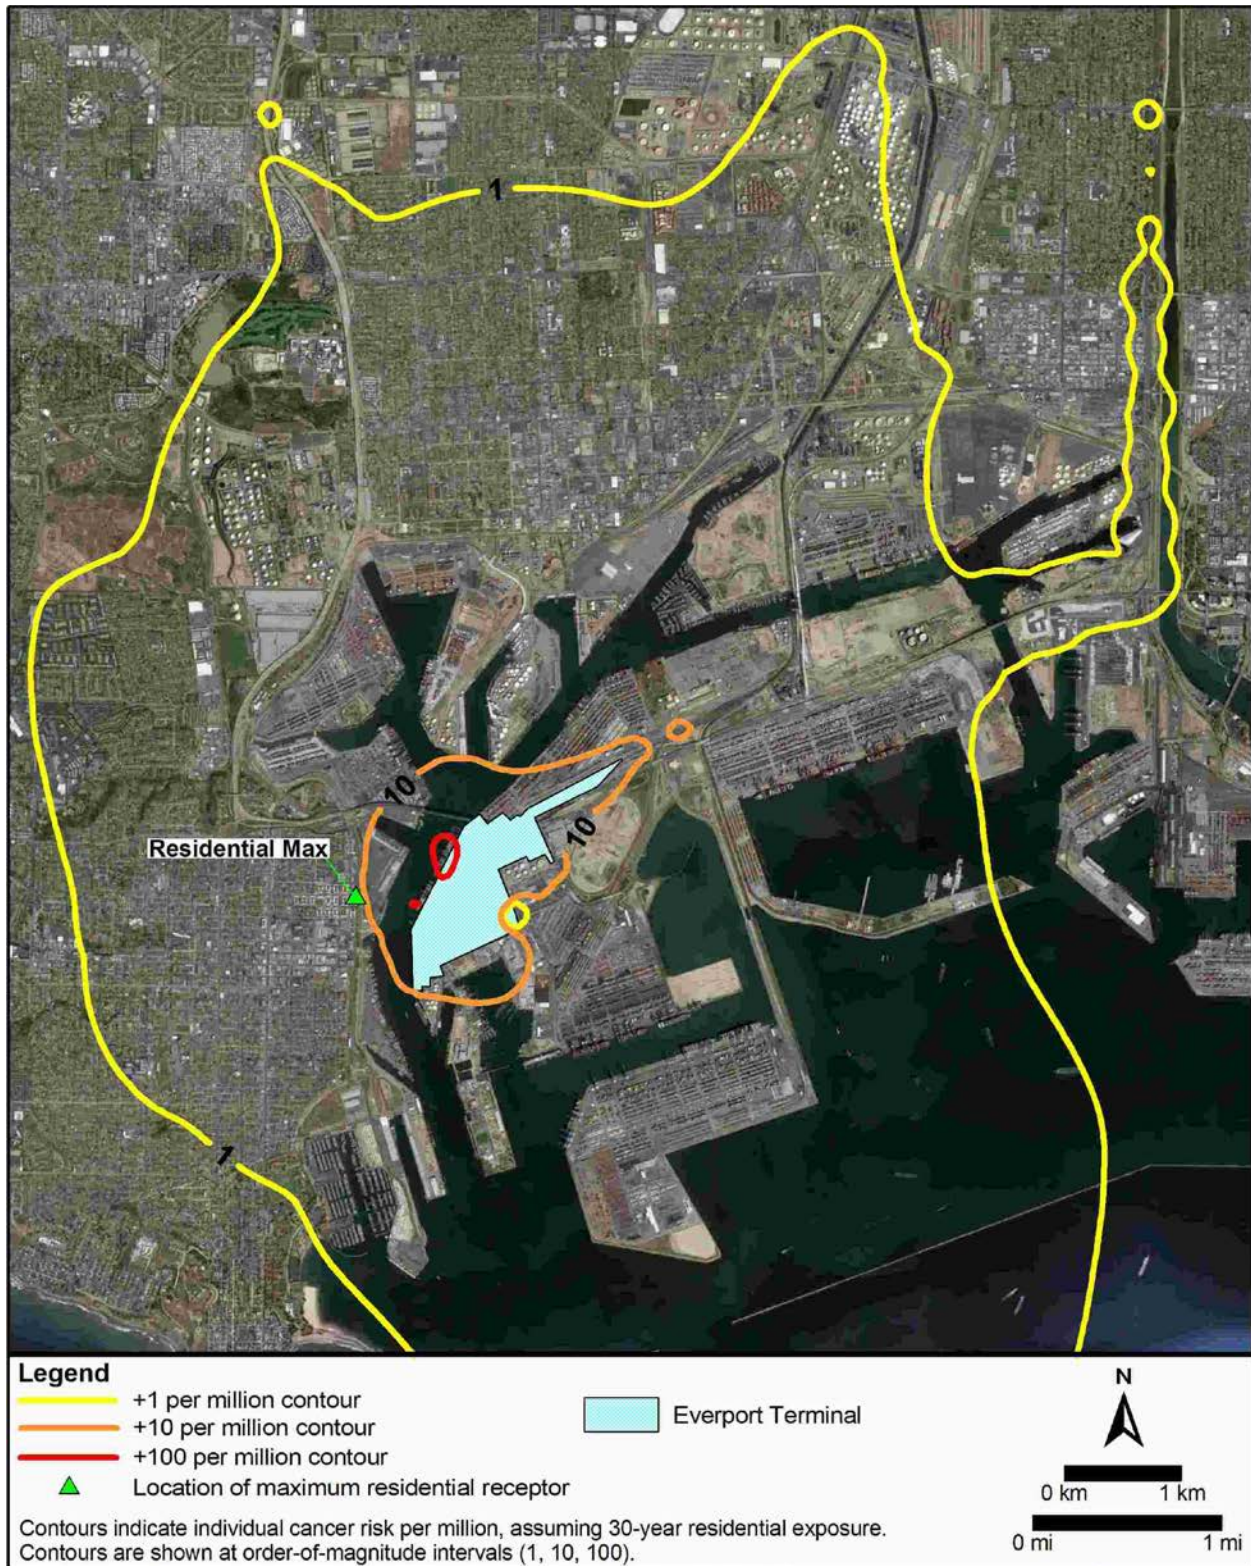 1
10
10
Residential Max
1
Legend
+1 per million contour
+10 per million contour
+100 per million contour
Location of maximum residential receptor
Everport Terminal
N
0 km 1 km
0 mi 1 mi
Contours indicate individual cancer risk per million, assuming 30-year residential exposure.
Contours are shown at order-of-magnitude intervals (1, 10, 100).